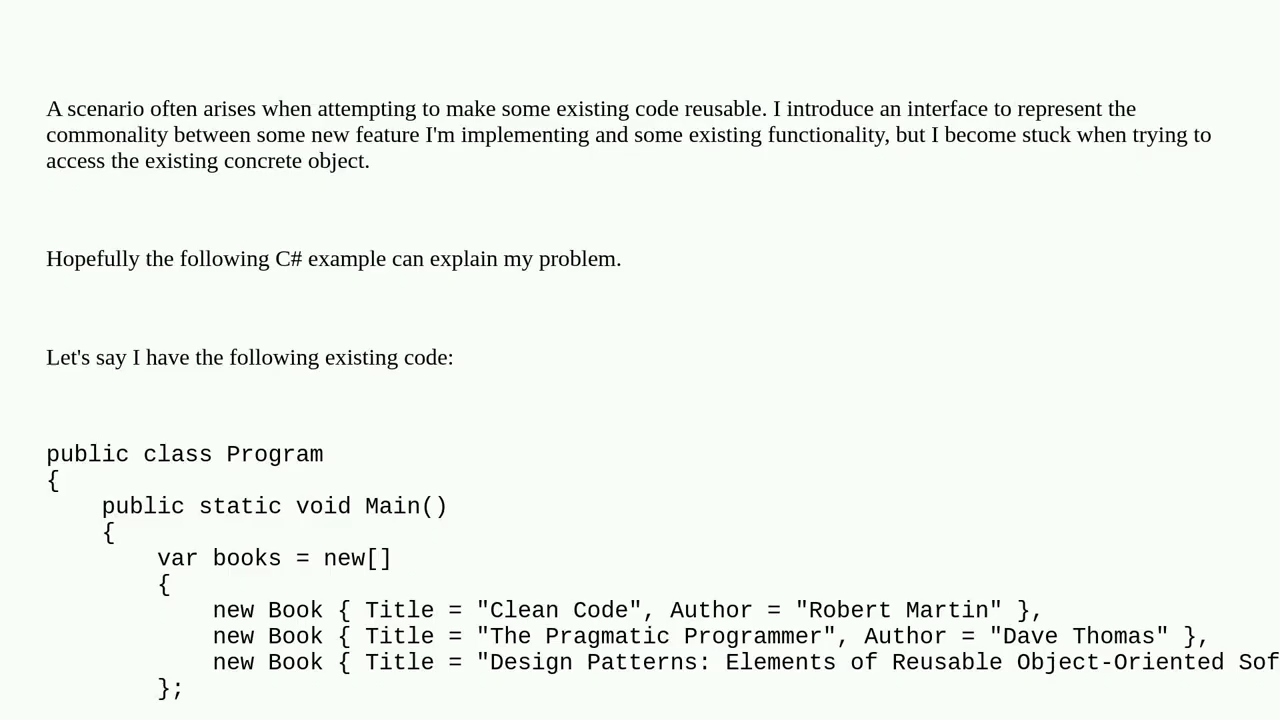 A scenario often arises when attempting to make some existing code reusable. I introduce an interface to represent the
commonality between some new feature I'm implementing and some existing functionality, but I become stuck when trying to
access the existing concrete object.
Hopefully the following C# example can explain my problem.
Let's say I have the following existing code:
public class Program
{
    public static void Main()
    {
        var books = new[]
        {
            new Book { Title = "Clean Code", Author = "Robert Martin" },
            new Book { Title = "The Pragmatic Programmer", Author = "Dave Thomas" },
            new Book { Title = "Design Patterns: Elements of Reusable Object-Oriented Sof
        };